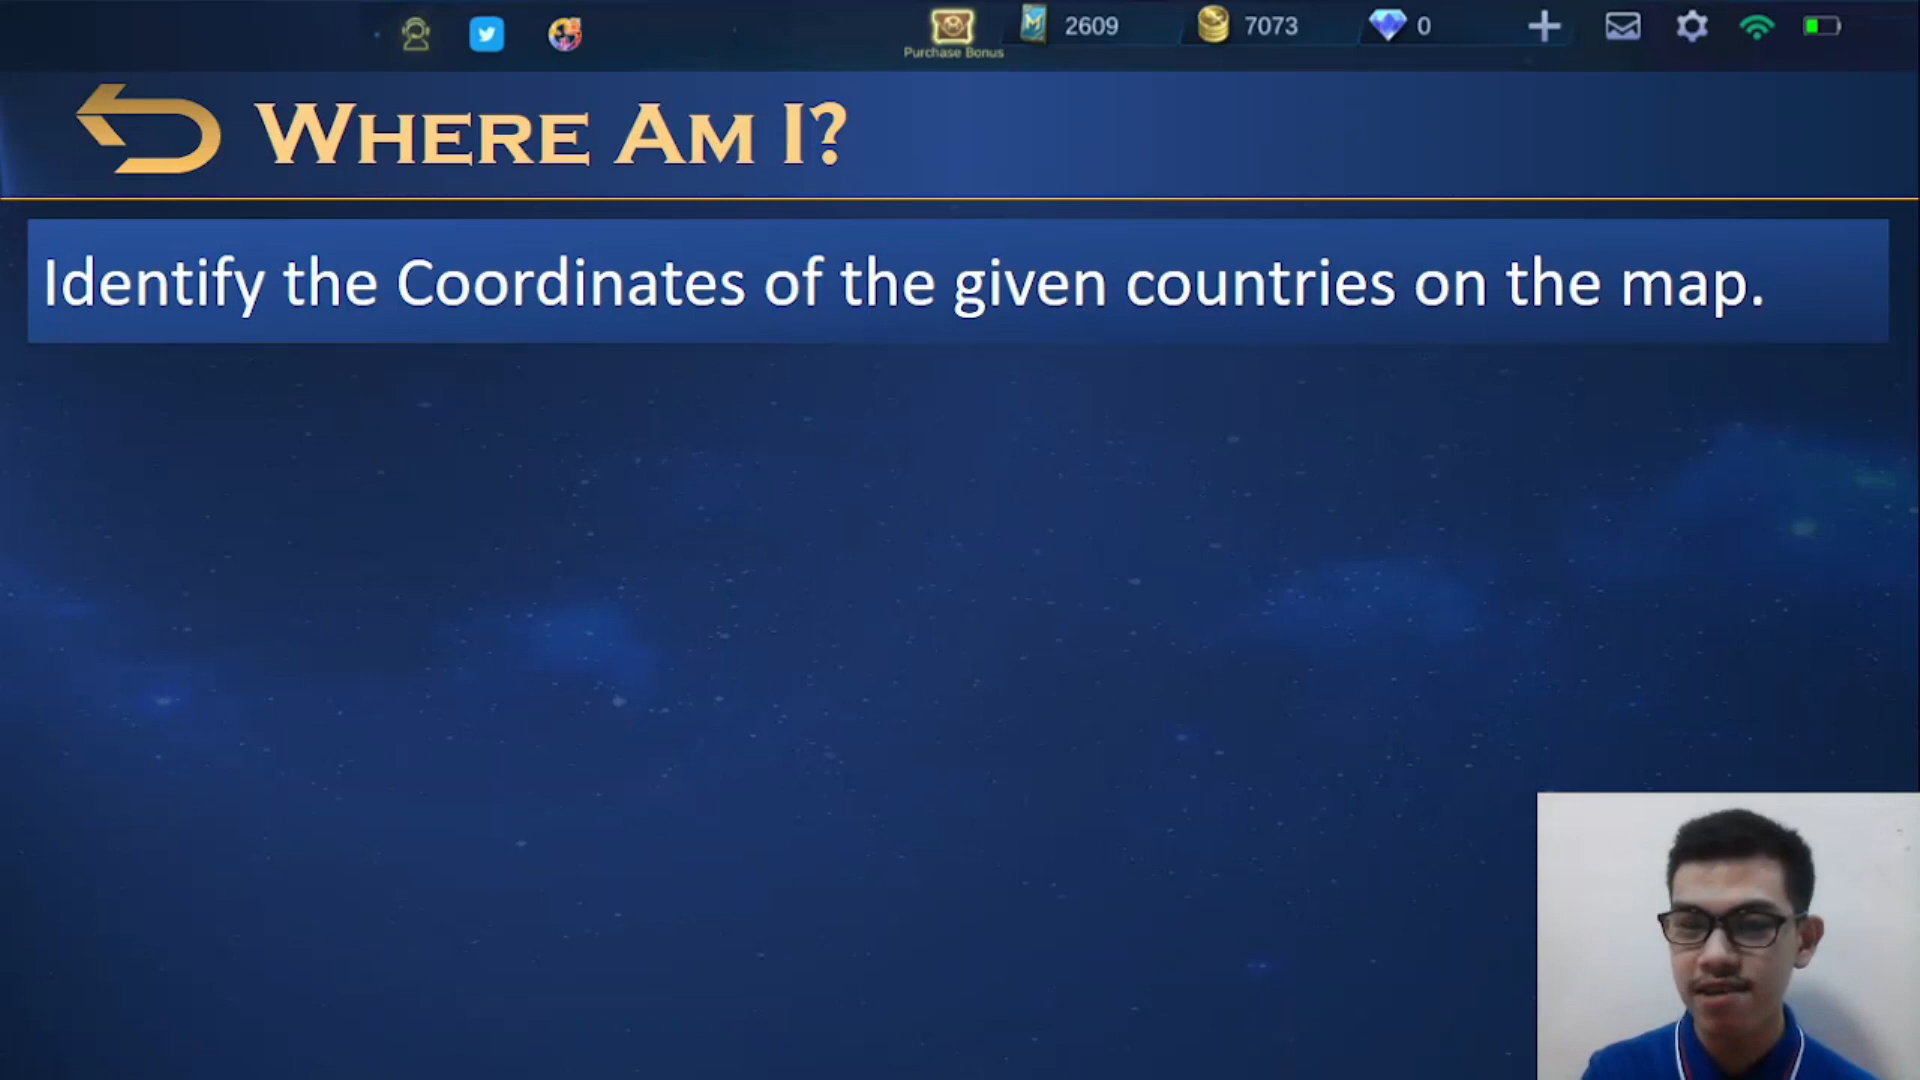 Purchase Bonus
2609
7073
0
WHERE AM I?
Identify the Coordinates of the given countries on the map.